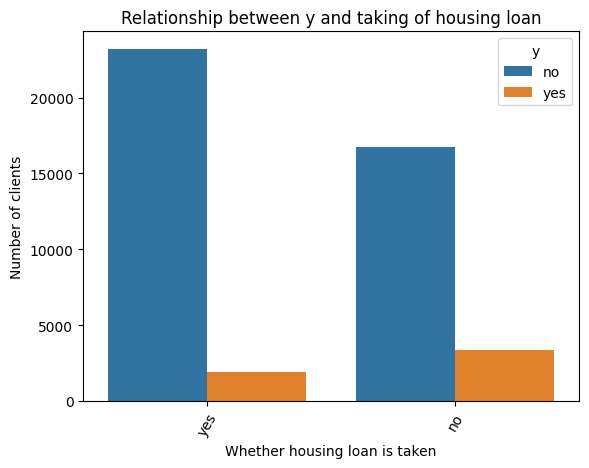 Relationship between y and taking of housing loan
y
no
yes
Number of clients
20000
15000
10000
5000
0
yes
no
Whether housing loan is taken